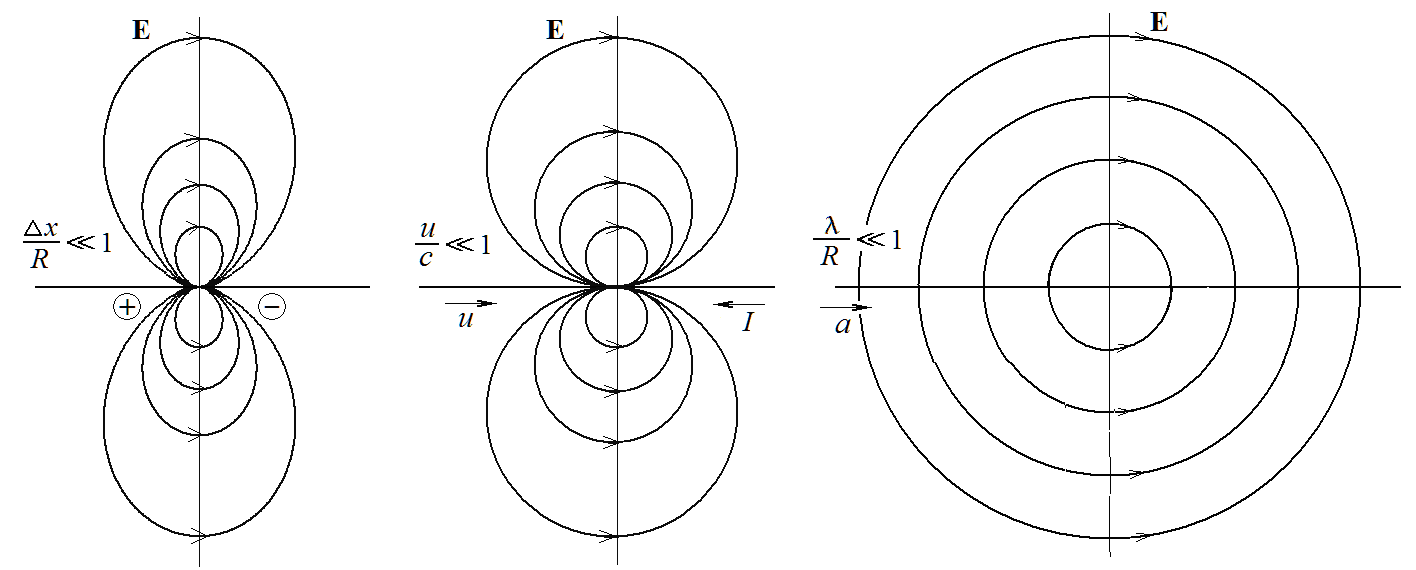 E
Δx/R ≪ 1
+
−
E
u/c ≪ 1
u
I
E
λ/R ≪ 1
a